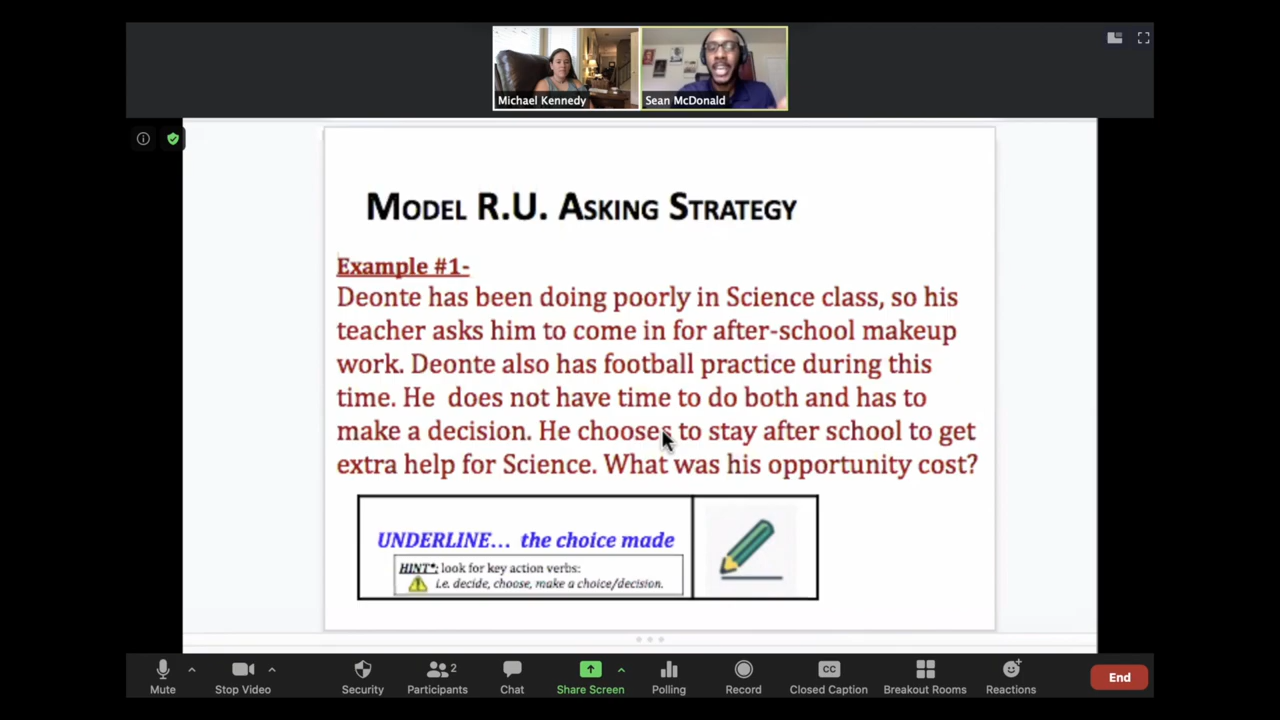 Michael Kennedy
Sean McDonald
MODEL R.U. ASKING STRATEGY
Example #1-
Deonte has been doing poorly in Science class, so his
teacher asks him to come in for after-school makeup
work. Deonte also has football practice during this
time. He does not have time to do both and has to
make a decision. He chooses to stay after school to get
extra help for Science. What was his opportunity cost?
UNDERLINE... the choice made
HINT*: look for key action verbs:
i.e. decide, choose, make a choice/decision.
Mute
Stop Video
Security
Participants
2
Chat
Share Screen
Polling
Record
CC
Closed Caption
Breakout Rooms
Reactions
End